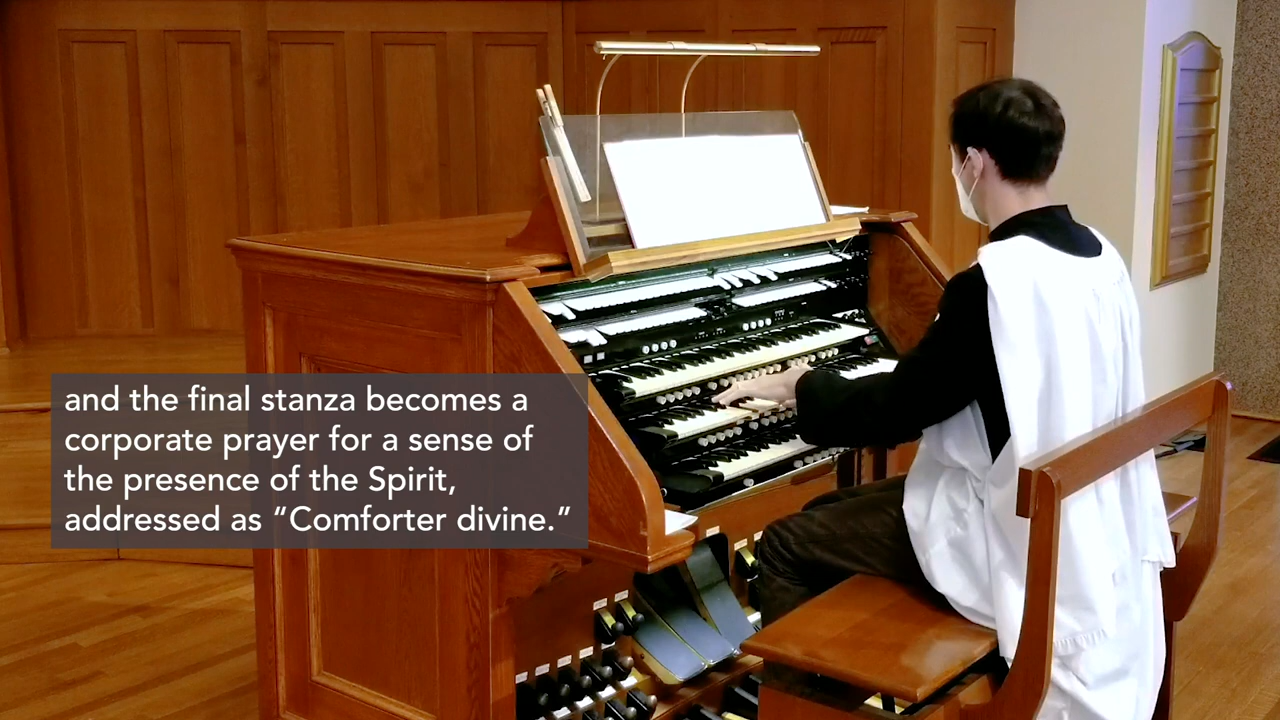 and the final stanza becomes a
corporate prayer for a sense of
the presence of the Spirit,
addressed as “Comforter divine.”